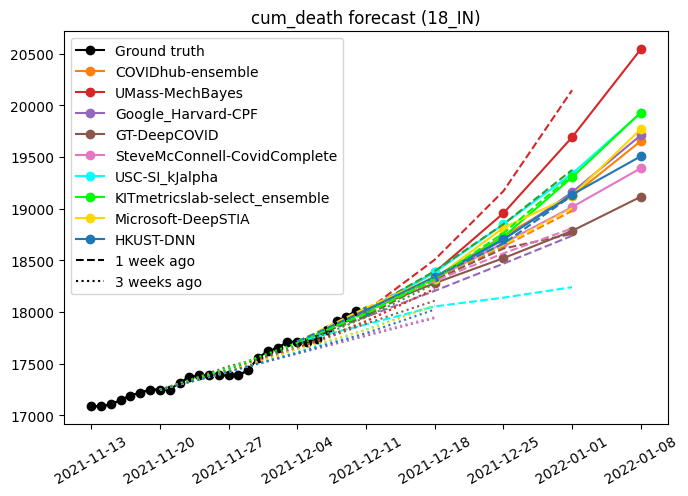 cum_death forecast (18_IN)
20500
20000
19500
19000
18500
18000
17500
17000
Ground truth
COVIDhub-ensemble
UMass-MechBayes
Google_Harvard-CPF
GT-DeepCOVID
SteveMcConnell-CovidComplete
USC-SI_kJalpha
KITmetricslab-select_ensemble
Microsoft-DeepSTIA
HKUST-DNN
1 week ago
3 weeks ago
2021-11-13
2021-11-20
2021-11-27
2021-12-04
2021-12-11
2021-12-18
2021-12-25
2022-01-01
2022-01-08